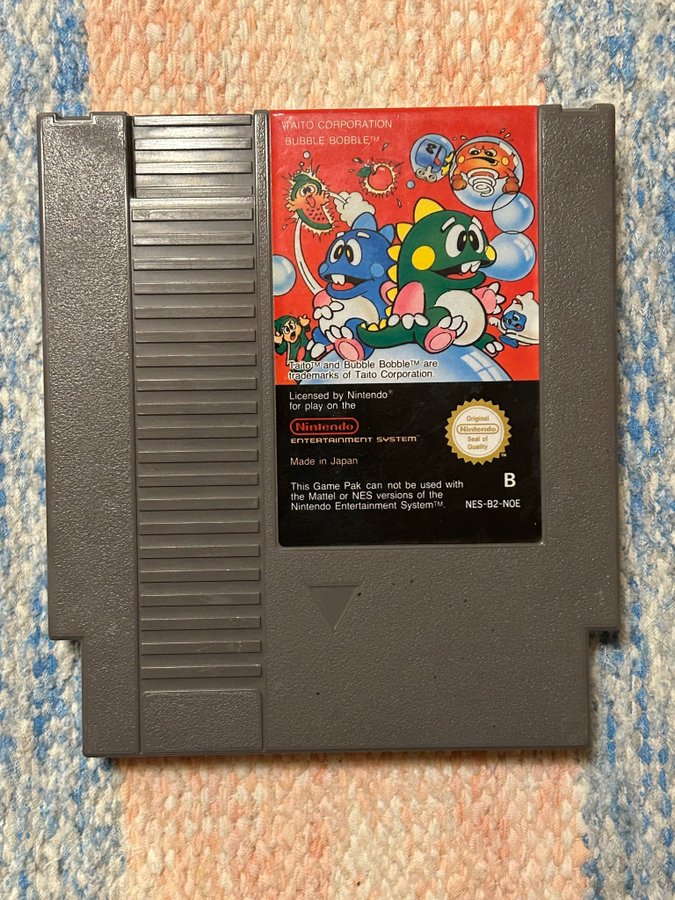 TAITO CORPORATION
BUBBLE BOBBLE™
Taito™ and Bubble Bobble™ are
trademarks of Taito Corporation.
Licensed by Nintendo®
for play on the
Nintendo
ENTERTAINMENT SYSTEM™
Made in Japan
This Game Pak can not be used with
the Mattel or NES versions of the
Nintendo Entertainment System™.
Original
Nintendo
Seal of
Quality
B
NES-B2-NOE